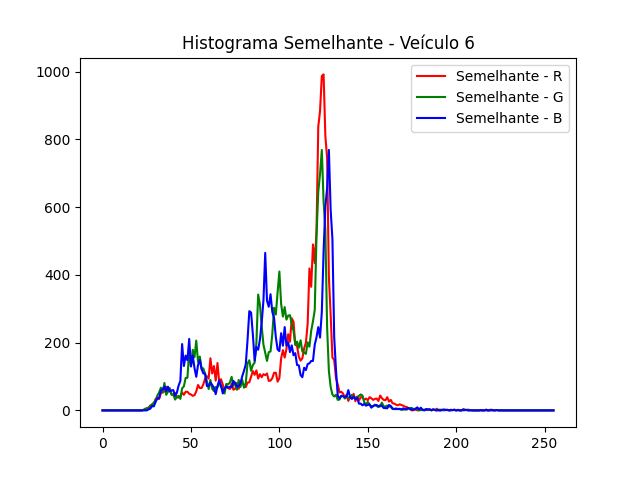 Histograma Semelhante - Veículo 6
Semelhante - R
Semelhante - G
Semelhante - B
1000
800
600
400
200
0
0 50 100 150 200 250